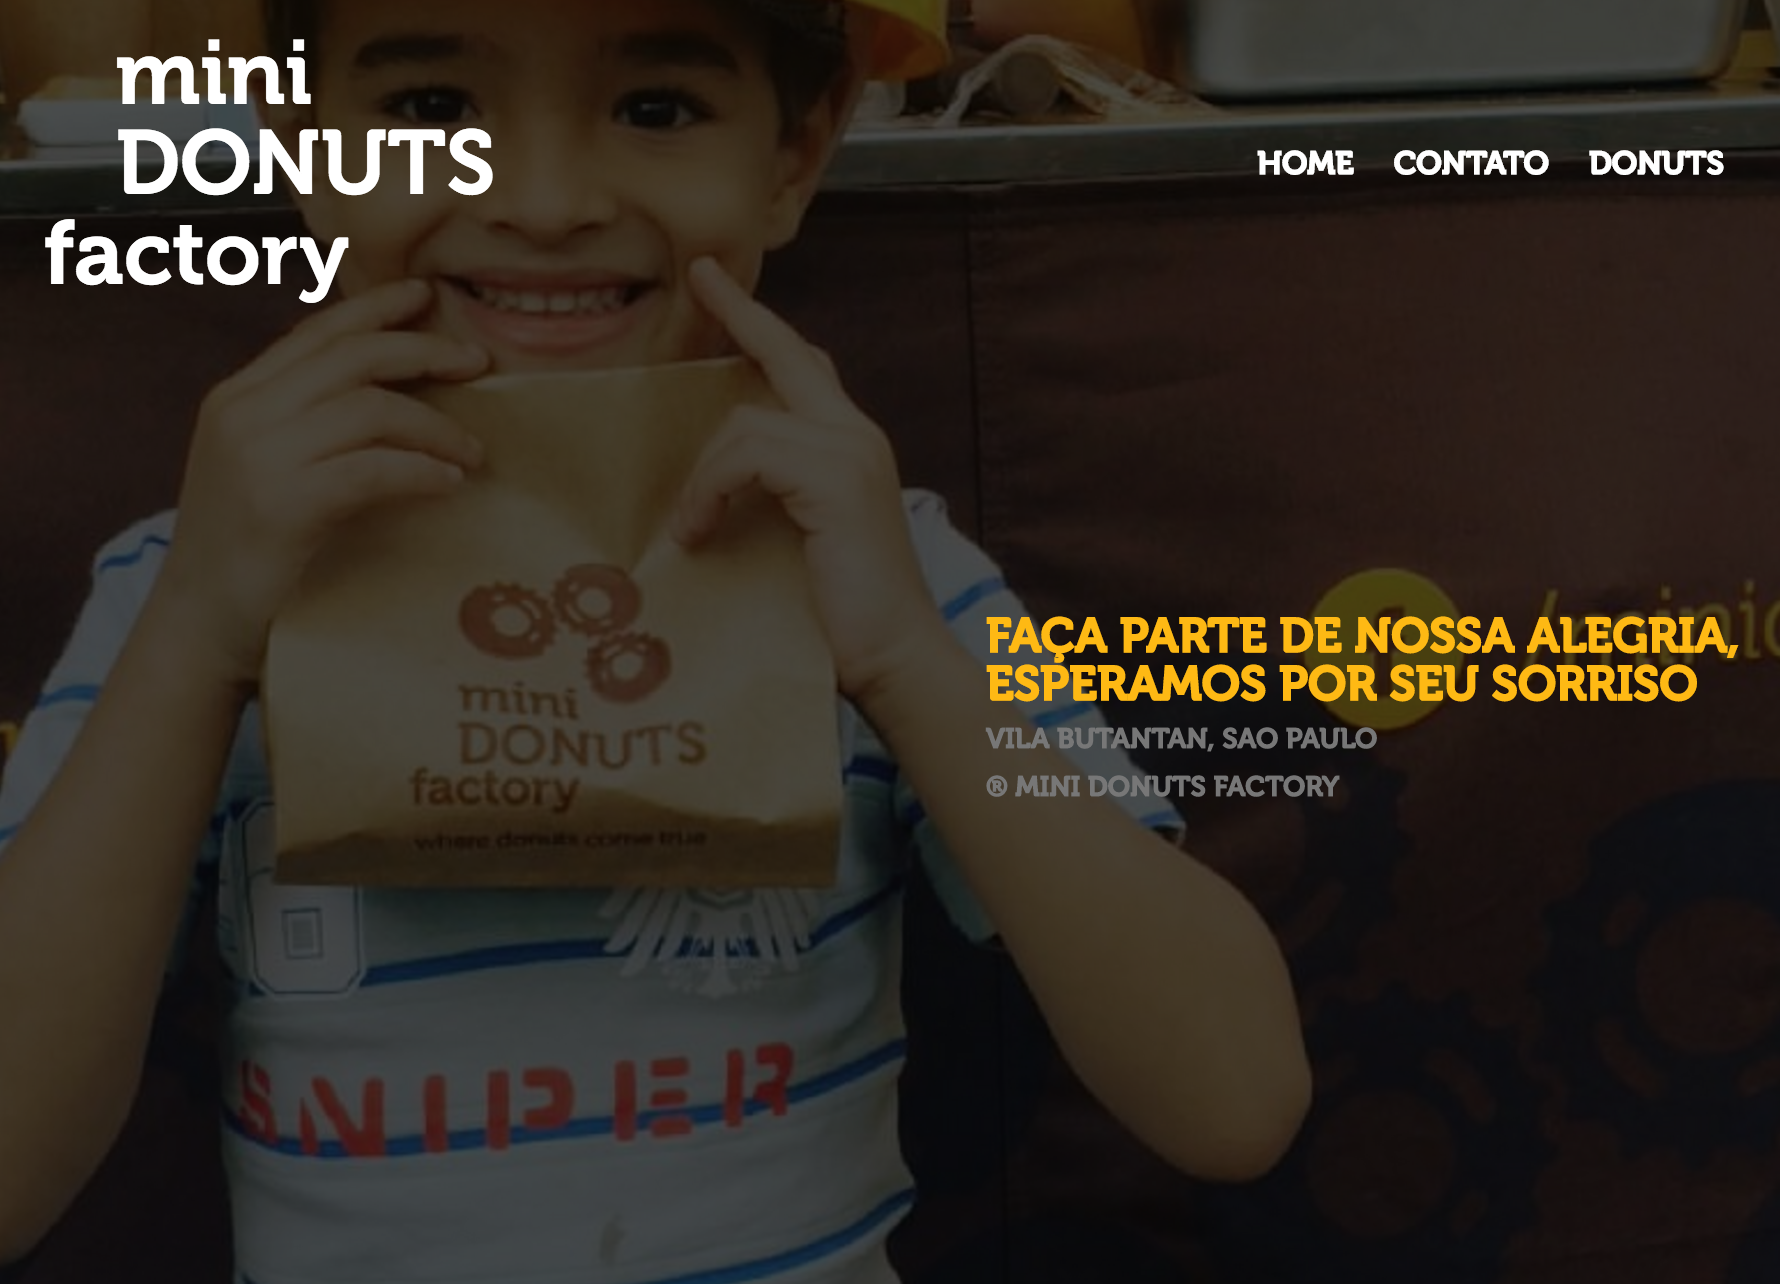 mini
DONUTS
factory
HOME CONTATO DONUTS
FAÇA PARTE DE NOSSA ALEGRIA,
ESPERAMOS POR SEU SORRISO
VILA BUTANTAN, SAO PAULO
® MINI DONUTS FACTORY
mini
DONUTS
factory
where donuts come true
SNIPER